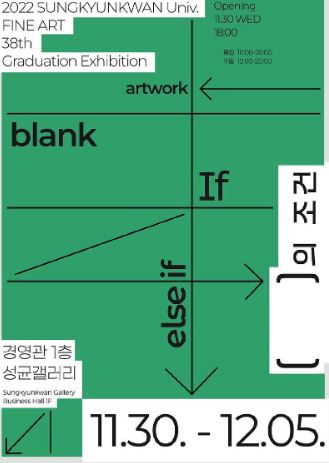 2022 SUNGKYUNKWAN Univ.
FINE ART
38th
Graduation Exhibition
Opening
11.30 WED
18:00
평일 10:00-20:00
주말 12:00-20:00
artwork
blank
If
else if
( )의 조건
경영관 1층
성균갤러리
Sungkyunkwan Gallery
Business Hall 1F
11.30. - 12.05.